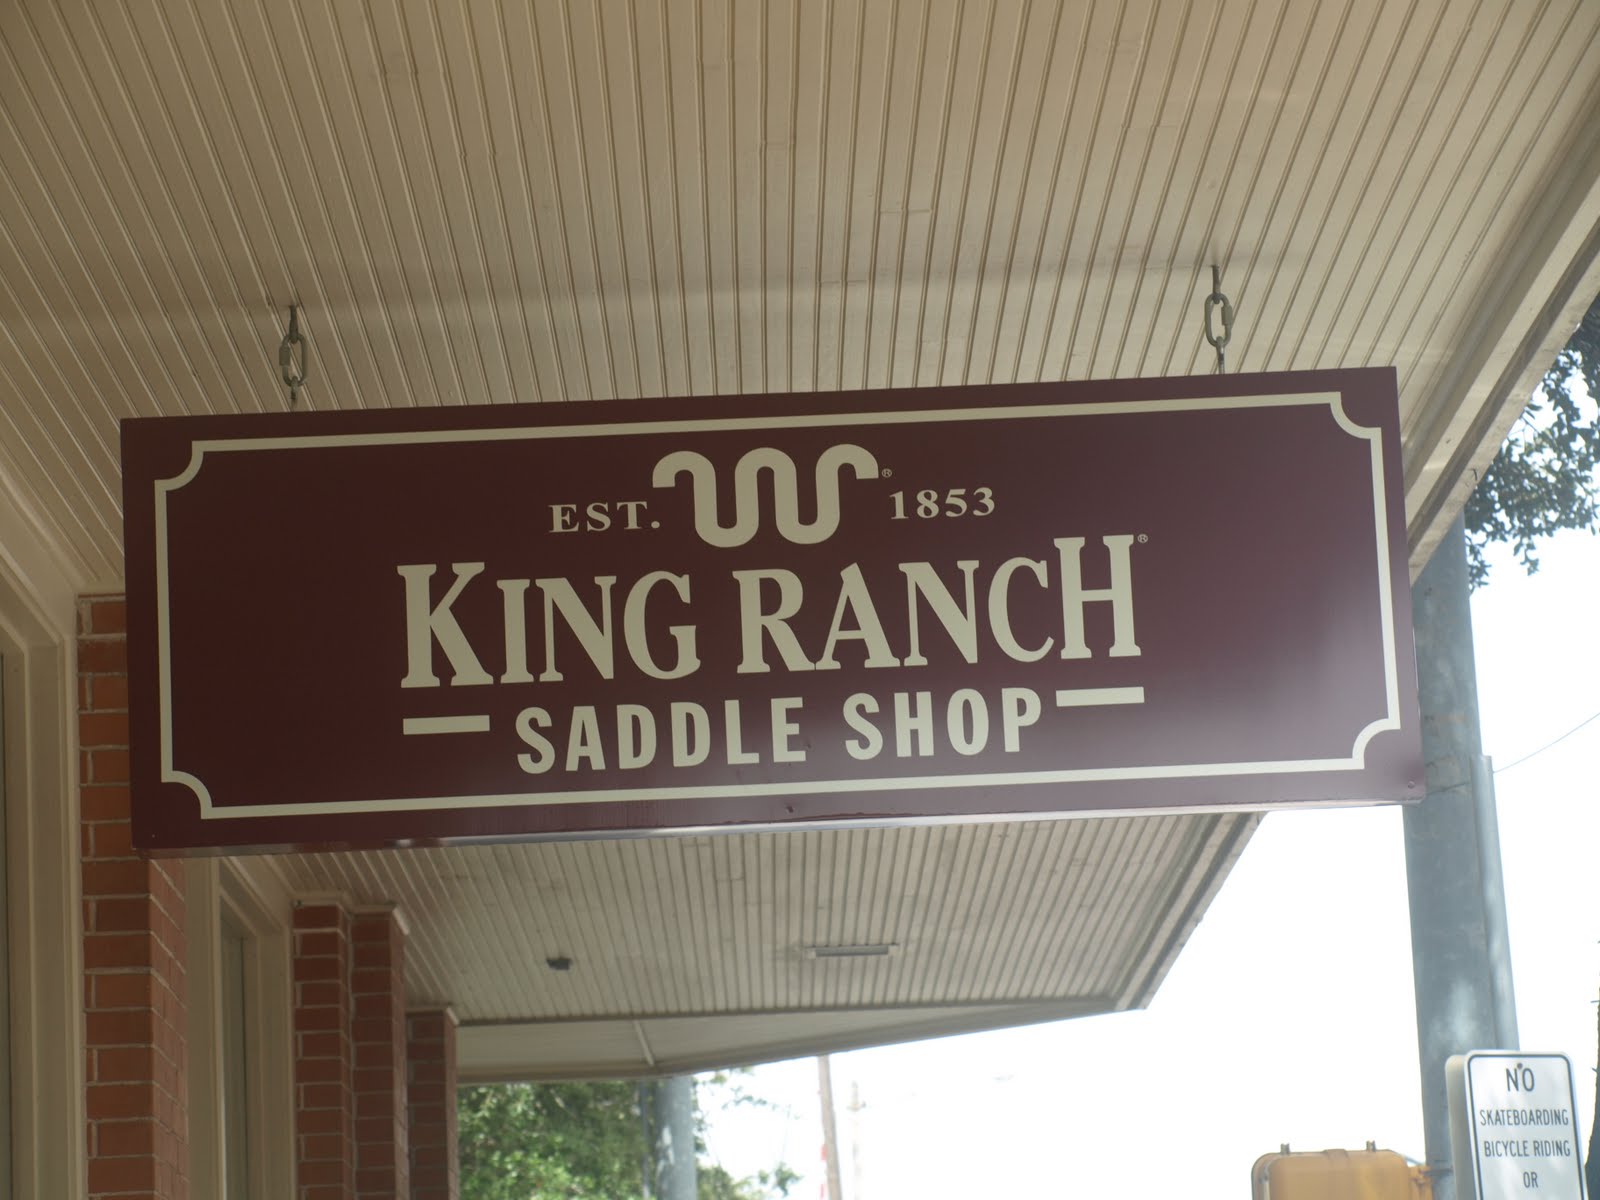 EST. ® 1853
KING RANCH®
SADDLE SHOP
NO
SKATEBOARDING
BICYCLE RIDING
OR